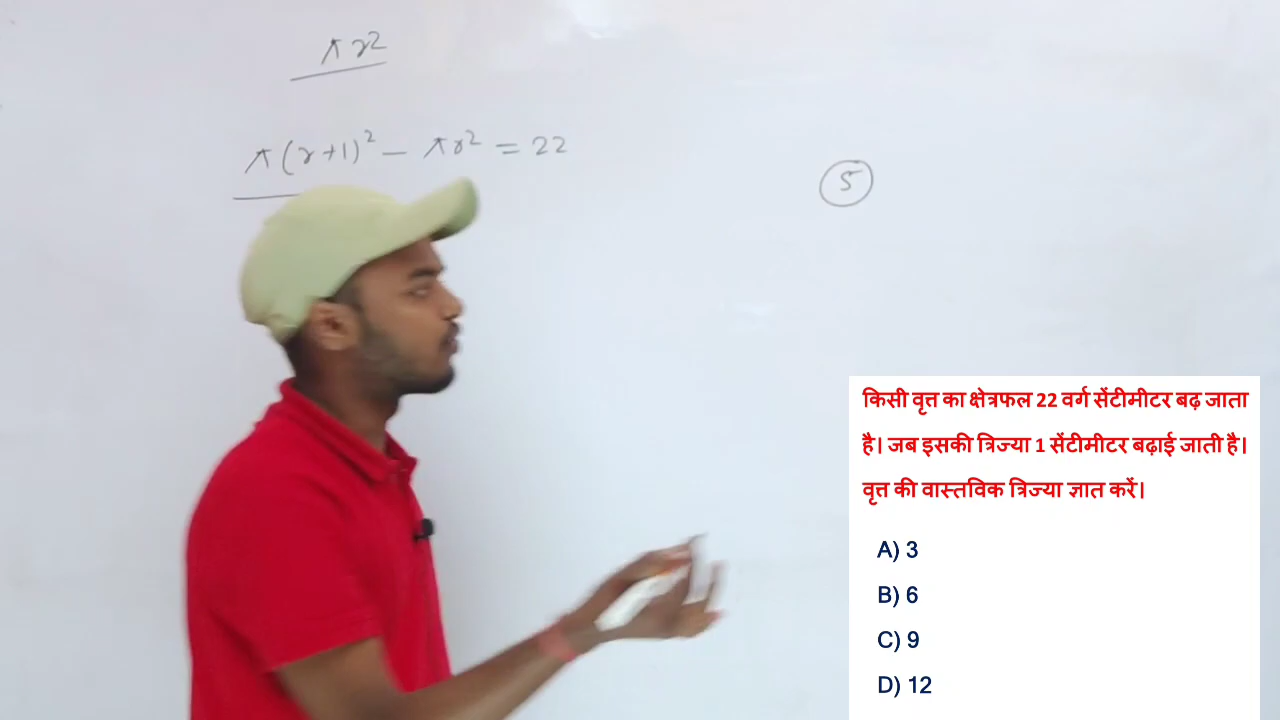 πr²
π(r+1)² - πr² = 22
5
किसी वृत्त का क्षेत्रफल 22 वर्ग सेंटीमीटर बढ़ जाता
है। जब इसकी त्रिज्या 1 सेंटीमीटर बढ़ाई जाती है।
वृत्त की वास्तविक त्रिज्या ज्ञात करें।
A) 3
B) 6
C) 9
D) 12